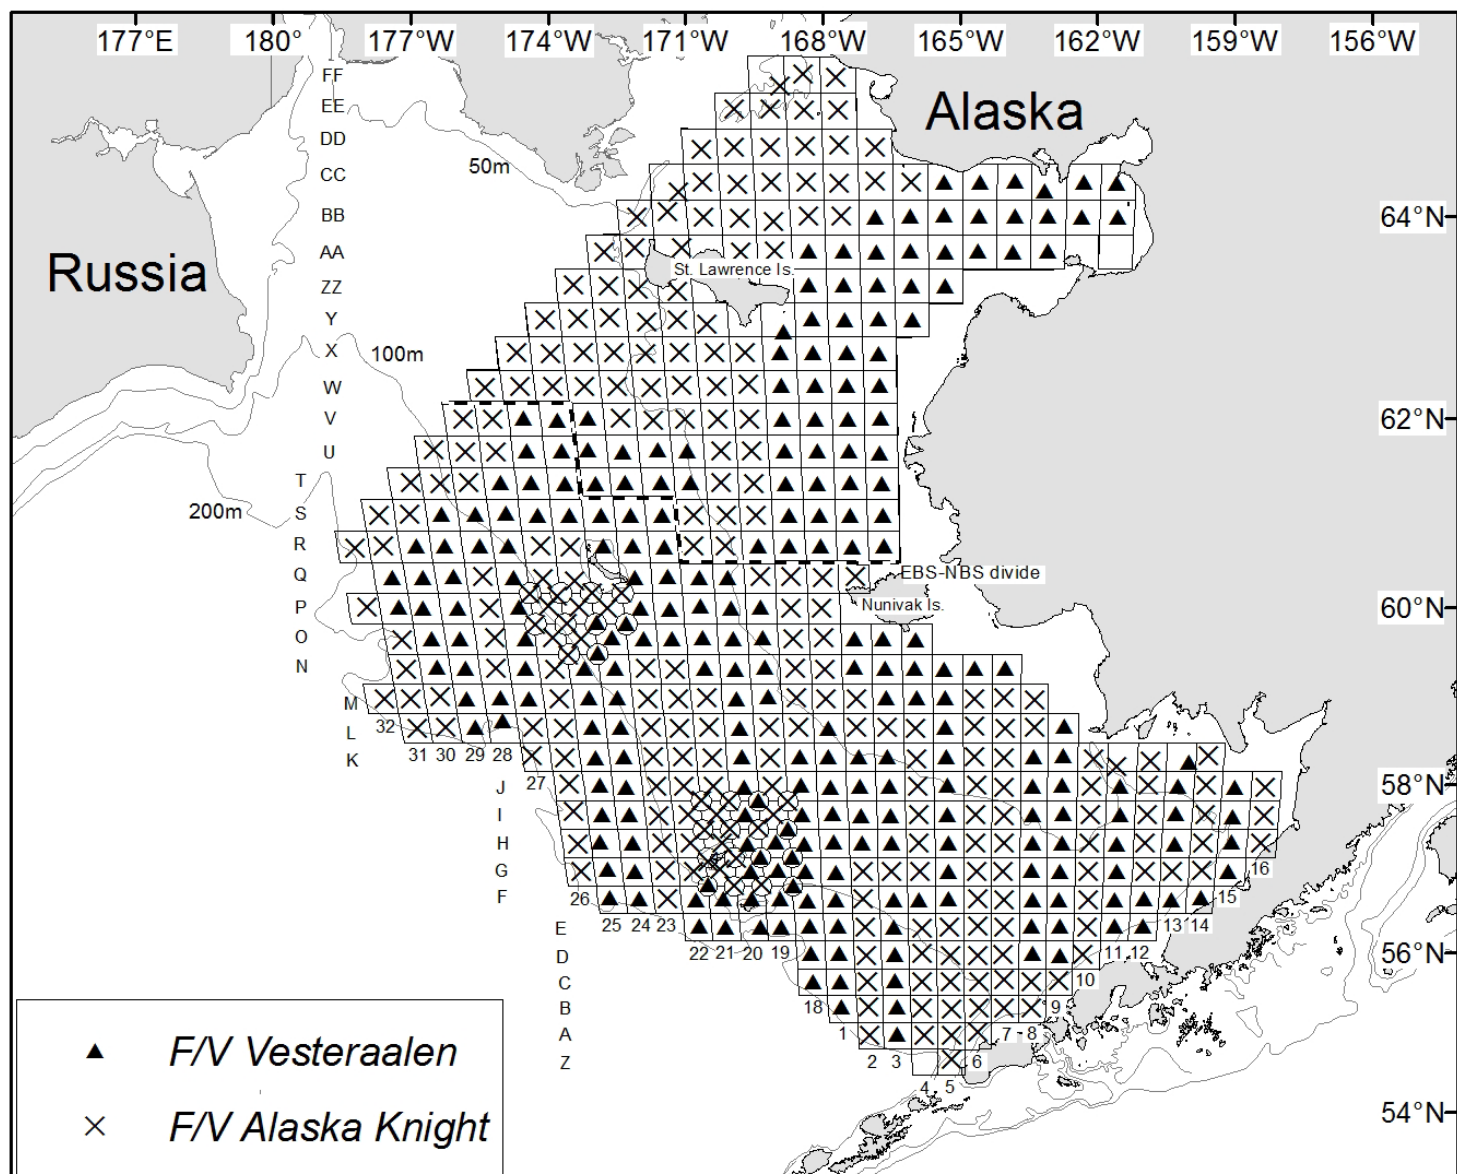 177°E 180° 177°W 174°W 171°W 168°W 165°W 162°W 159°W 156°W
FF
EE
Alaska
DD
50m
CC
BB
64°N
AA
Russia
St. Lawrence Is.
ZZ
Y
X
100m
W
V
62°N
U
T
S
200m
R
Q
EBS-NBS divide
P
Nunivak Is.
60°N
O
N
M
32
L
31 30 29 28
K
27
J
58°N
I
H
G
16
F
26
15
25 24 23
13 14
E
22 21 20 19
11 12
D
56°N
C
10
B
18
9
A
1
7 8
Z
2 3
6
4 5
F/V Vesteraalen
F/V Alaska Knight
54°N